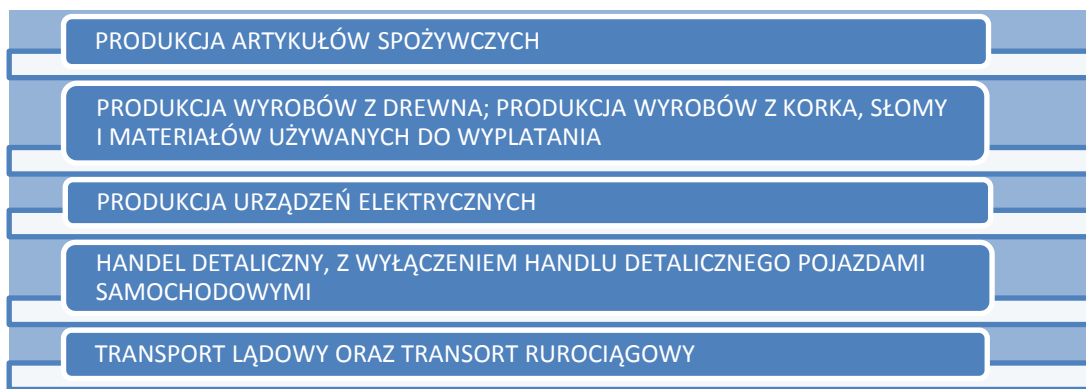 PRODUKCJA ARTYKUŁÓW SPOŻYWCZYCH
PRODUKCJA WYROBÓW Z DREWNA; PRODUKCJA WYROBÓW Z KORKA, SŁOMY
I MATERIAŁÓW UŻYWANYCH DO WYPLATANIA
PRODUKCJA URZĄDZEŃ ELEKTRYCZNYCH
HANDEL DETALICZNY, Z WYŁĄCZENIEM HANDLU DETALICZNEGO POJAZDAMI
SAMOCHODOWYMI
TRANSPORT LĄDOWY ORAZ TRANSORT RUROCIĄGOWY